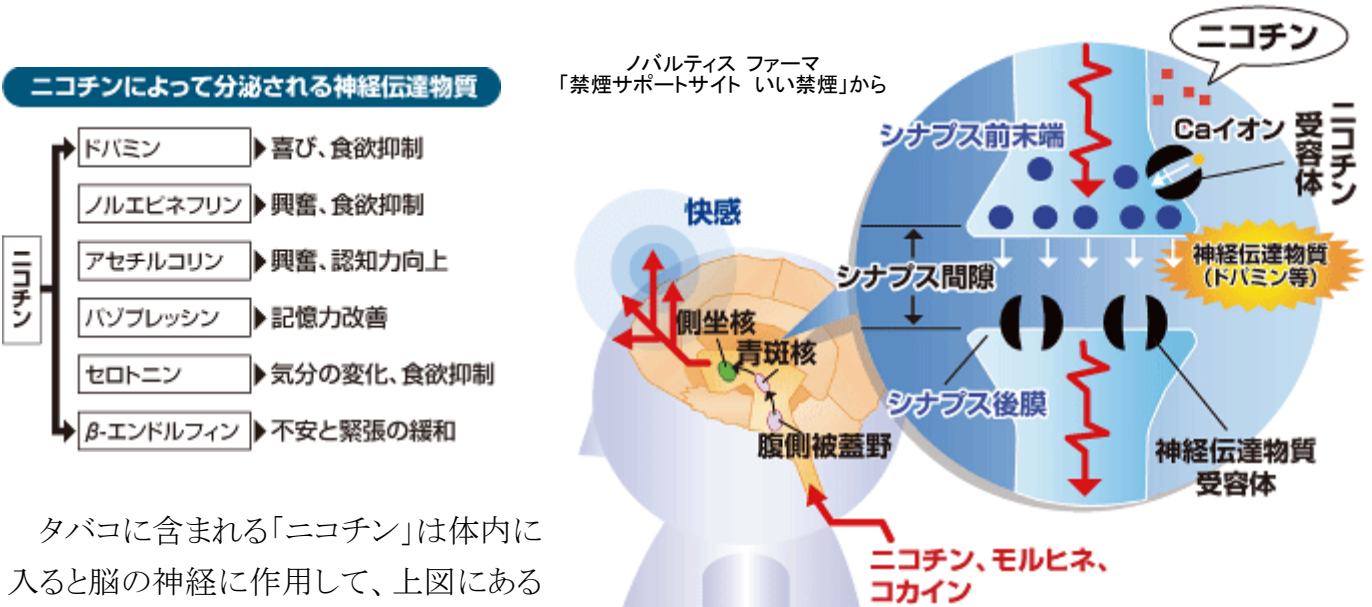 ニコチンによって分泌される神経伝達物質
ニコチン
ドパミン
喜び、食欲抑制
ノルエピネフリン
興奮、食欲抑制
アセチルコリン
興奮、認知力向上
バゾプレッシン
記憶力改善
セロトニン
気分の変化、食欲抑制
β-エンドルフィン
不安と緊張の緩和
タバコに含まれる「ニコチン」は体内に
入ると脳の神経に作用して、上図にある
ノバルティス ファーマ
「禁煙サポートサイト いい禁煙」から
快感
側坐核
青斑核
腹側被蓋野
ニコチン、モルヒネ、
コカイン
ニコチン
シナプス前末端
Caイオン
ニコチン
受容体
シナプス間隙
神経伝達物質
(ドパミン等)
シナプス後膜
神経伝達物質
受容体